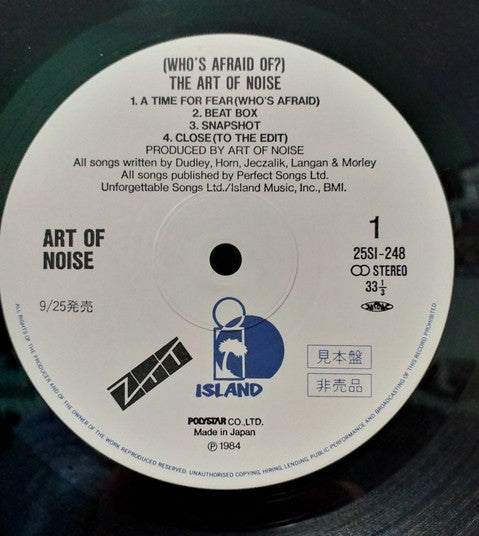 (WHO'S AFRAID OF?)
THE ART OF NOISE
1. A TIME FOR FEAR(WHO'S AFRAID)
2. BEAT BOX
3. SNAPSHOT
4. CLOSE(TO THE EDIT)
PRODUCED BY ART OF NOISE
All songs written by Dudley, Horn, Jeczalik, Langan & Morley
All songs published by Perfect Songs Ltd.
Unforgettable Songs Ltd./Island Music, Inc., BMI.
ART OF
NOISE
9/25発売
1
25SI-248
STEREO
33 1/3
ZTT
ISLAND
見本盤
非売品
POLYSTAR CO., LTD.
Made in Japan
Ⓟ 1984
ALL RIGHTS OF THE PRODUCER AND OF THE OWNER OF THE WORK REPRODUCED RESERVED. UNAUTHORISED COPYING, HIRING, LENDING, PUBLIC PERFORMANCE AND BROADCASTING OF THIS RECORD PROHIBITED